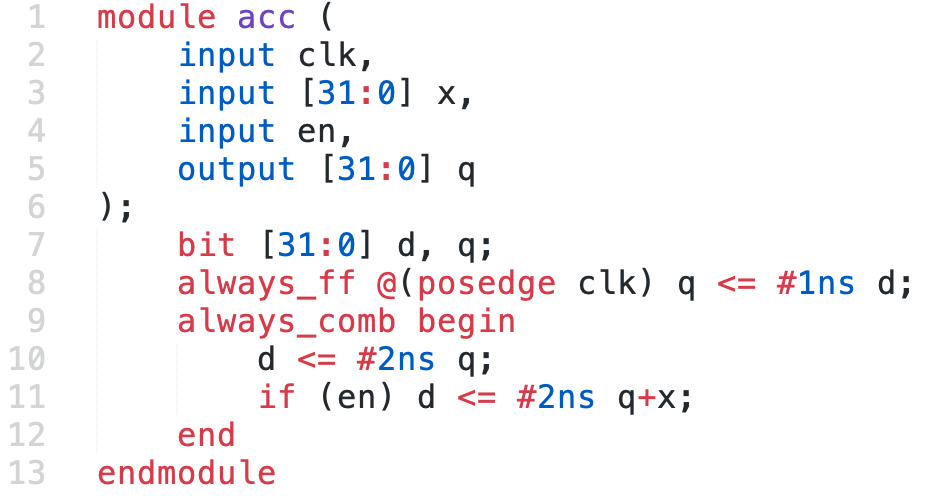 1 module acc (
2     input clk,
3     input [31:0] x,
4     input en,
5     output [31:0] q
6 );
7     bit [31:0] d, q;
8     always_ff @(posedge clk) q <= #1ns d;
9     always_comb begin
10         d <= #2ns q;
11         if (en) d <= #2ns q+x;
12     end
13 endmodule